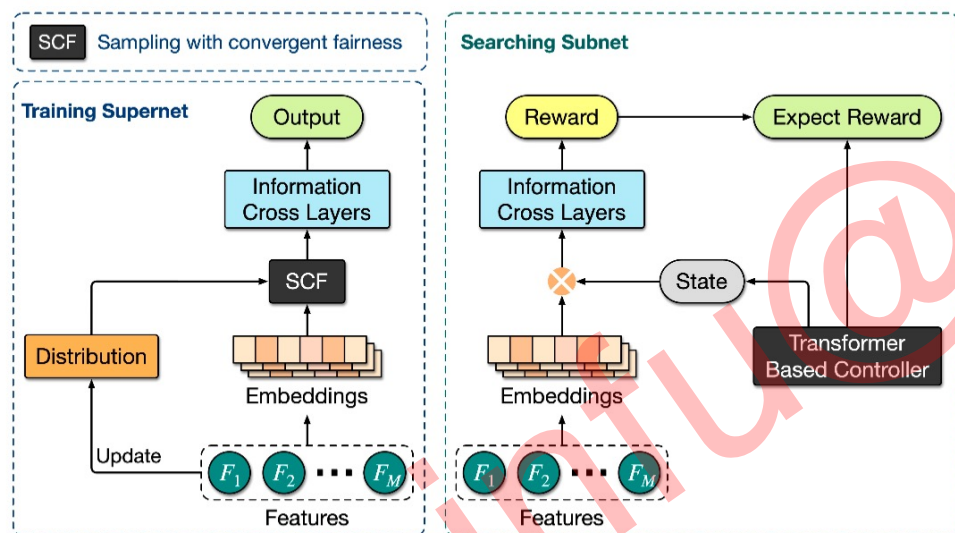 SCF Sampling with convergent fairness
Training Supernet
Output
Information
Cross Layers
SCF
Distribution
Embeddings
Update
F1 F2 ... FM
Features
Searching Subnet
Reward
Expect Reward
Information
Cross Layers
State
Transformer
Based Controller
Embeddings
F1 F2 ... FM
Features